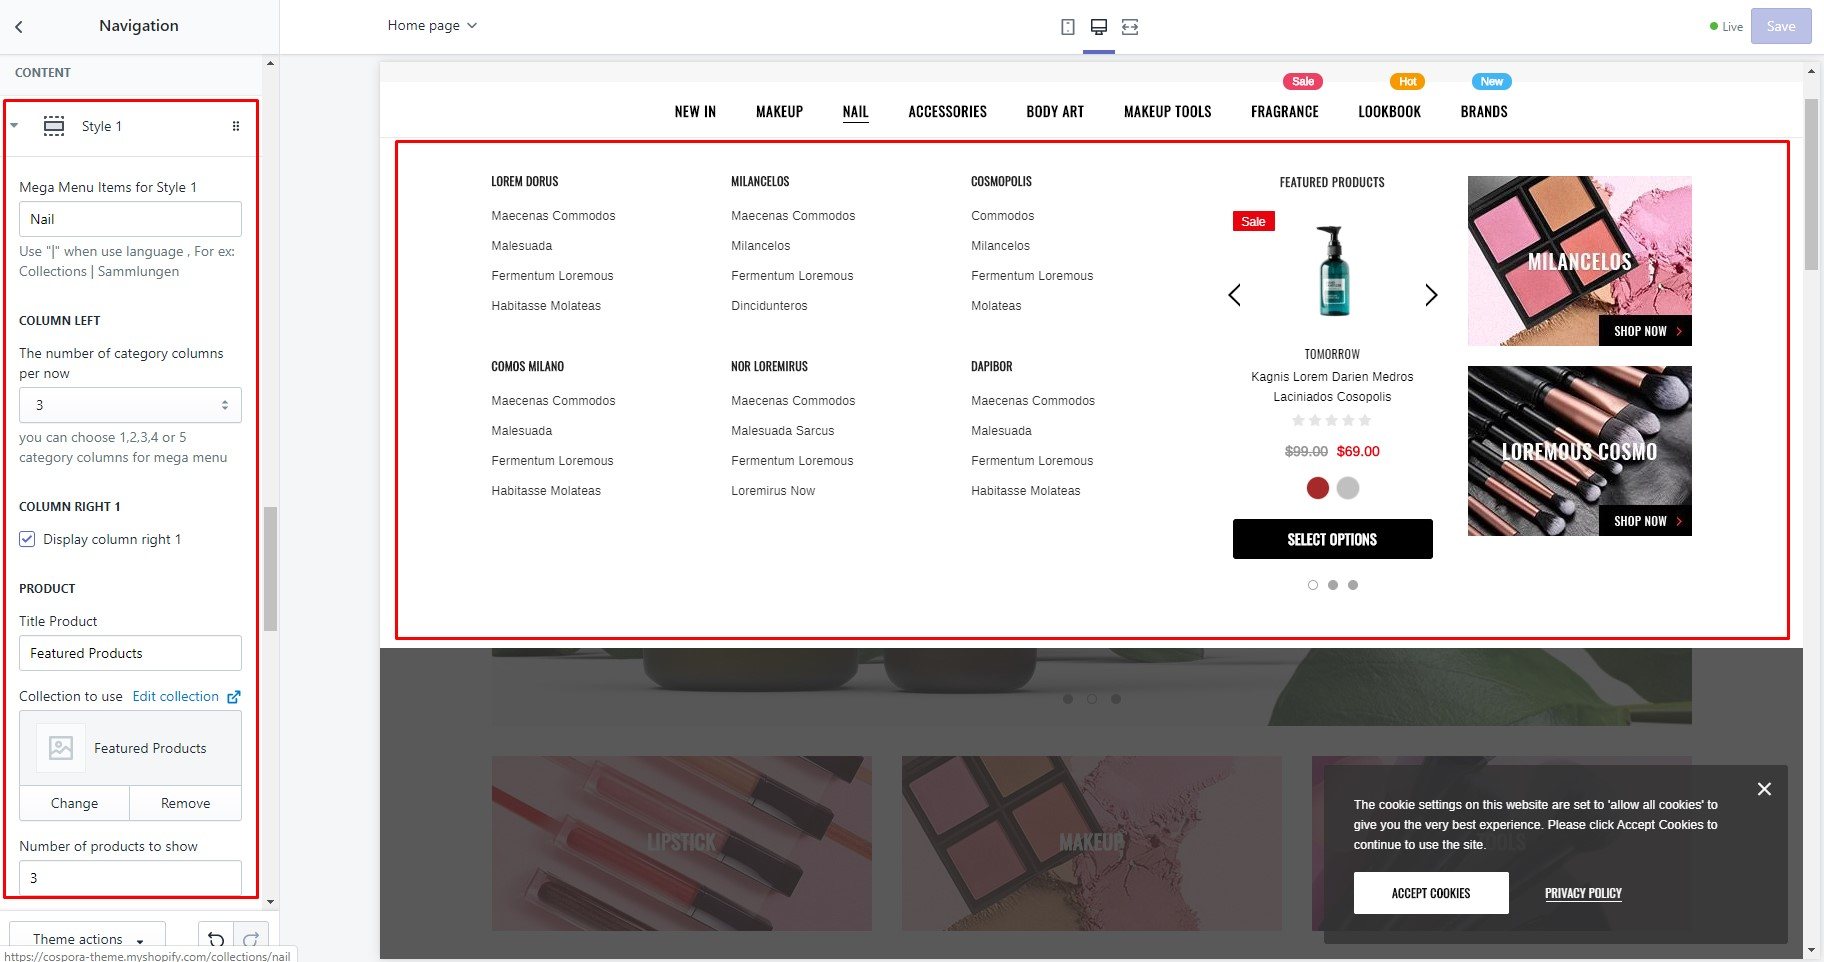 Navigation
Home page
Live
Save
CONTENT
Style 1
Mega Menu Items for Style 1
Nail
Use "|" when use language , For ex:
Collections | Sammlungen
COLUMN LEFT
The number of category columns
per now
3
you can choose 1,2,3,4 or 5
category columns for mega menu
COLUMN RIGHT 1
Display column right 1
PRODUCT
Title Product
Featured Products
Collection to use Edit collection
Featured Products
Change Remove
Number of products to show
3
Theme actions
https://cospora-theme.myshopify.com/collections/nail
Sale Hot New
NEW IN MAKEUP NAIL ACCESSORIES BODY ART MAKEUP TOOLS FRAGRANCE LOOKBOOK BRANDS
LOREM DORUS
Maecenas Commodos
Malesuada
Fermentum Loremous
Habitasse Molateas
MILANCELOS
Maecenas Commodos
Milancelos
Fermentum Loremous
Dincidunteros
COSMOPOLIS
Commodos
Milancelos
Fermentum Loremous
Molateas
COMOS MILANO
Maecenas Commodos
Malesuada
Fermentum Loremous
Habitasse Molateas
NOR LOREMIRUS
Maecenas Commodos
Malesuada Sarcus
Fermentum Loremous
Loremirus Now
DAPIBOR
Maecenas Commodos
Malesuada
Fermentum Loremous
Habitasse Molateas
FEATURED PRODUCTS
Sale
TOMORROW
Kagnis Lorem Darien Medros
Laciniados Cosopolis
$99.00 $69.00
SELECT OPTIONS
MILANCELOS
SHOP NOW
LOREMOUS COSMO
SHOP NOW
LIPSTICK
MAKEUP
The cookie settings on this website are set to 'allow all cookies' to
give you the very best experience. Please click Accept Cookies to
continue to use the site.
ACCEPT COOKIES PRIVACY POLICY